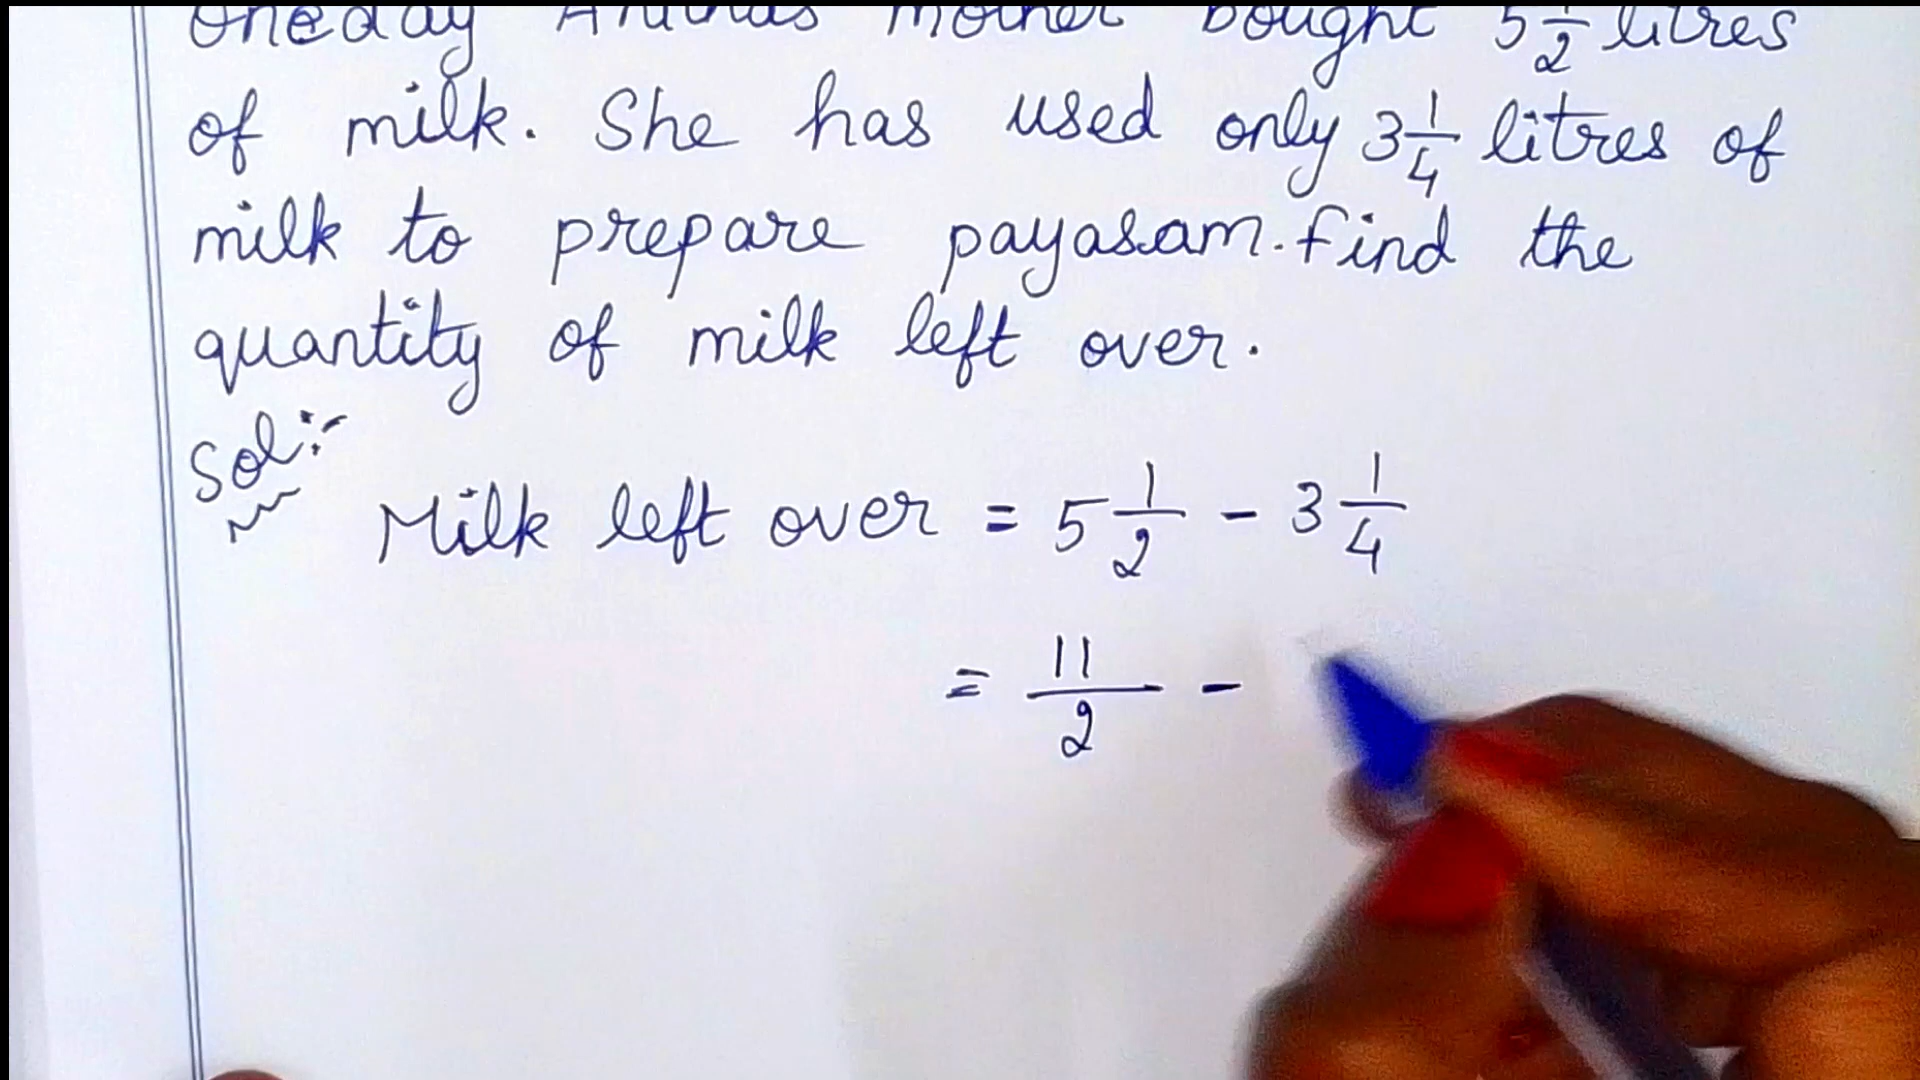 Oneday mother bought 5 1/2 litres
of milk. She has used only 3 1/4 litres of
milk to prepare payasam. find the
quantity of milk left over.
Sol:-
Milk left over = 5 1/2 - 3 1/4
= 11/2 -